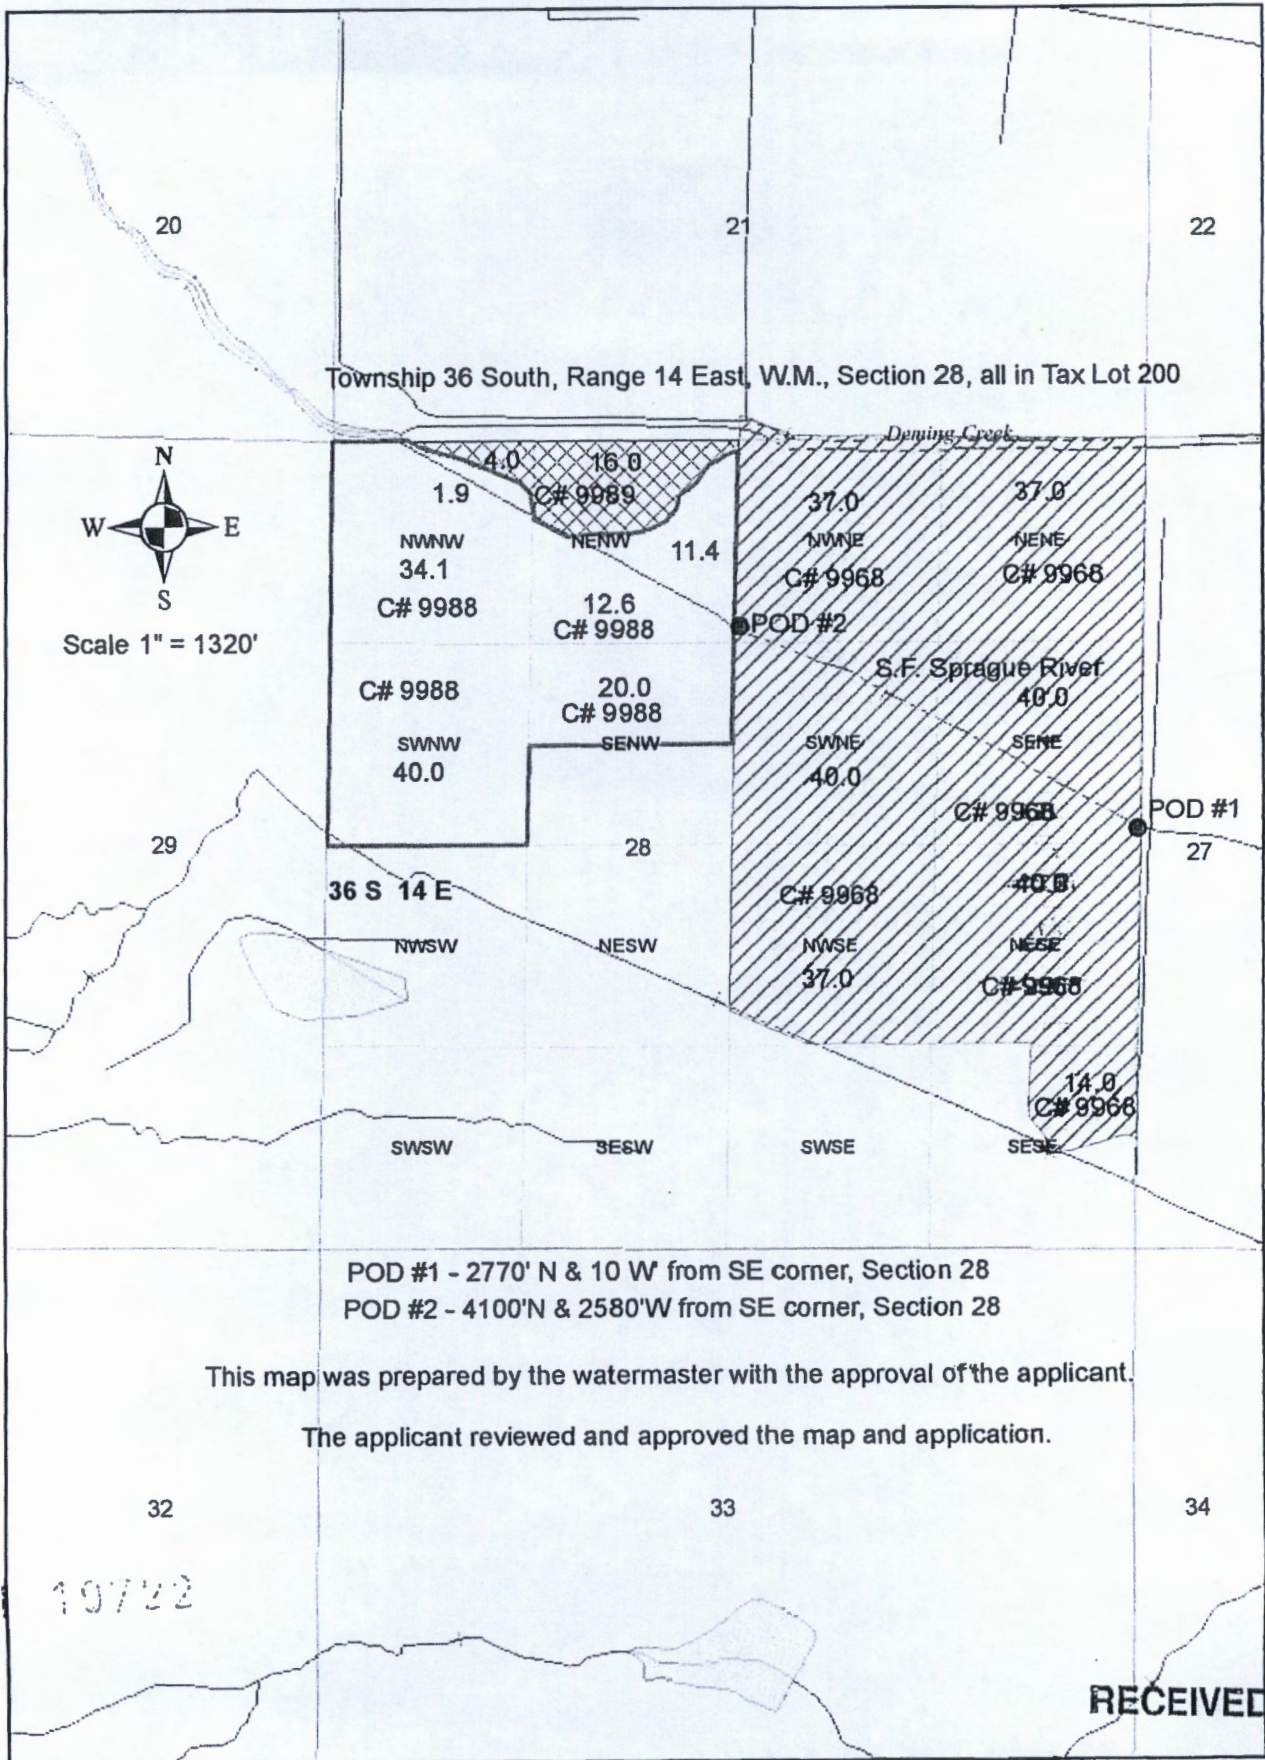 20
21
22
Township 36 South, Range 14 East, W.M., Section 28, all in Tax Lot 200
Deming Creek
N
W E
S
Scale 1" = 1320'
4.0
16.0
1.9
C# 9989
37.0
37.0
NWNW
NENW
11.4
NWNE
NENE
34.1
C# 9988
12.6
C# 9988
C# 9968
C# 9968
POD #2
S.F. Sprague River
40.0
C# 9988
20.0
C# 9988
SWNW
SENW
SWNE
SENE
40.0
40.0
C# 9968
POD #1
29
28
27
36 S 14 E
C# 9968
NWSW
NESW
NWSE
NESE
37.0
14.0
C# 9968
SWSW
SESW
SWSE
SESE
POD #1 - 2770' N & 10 W' from SE corner, Section 28
POD #2 - 4100'N & 2580'W from SE corner, Section 28
This map was prepared by the watermaster with the approval of the applicant.
The applicant reviewed and approved the map and application.
32
33
34
RECEIVED